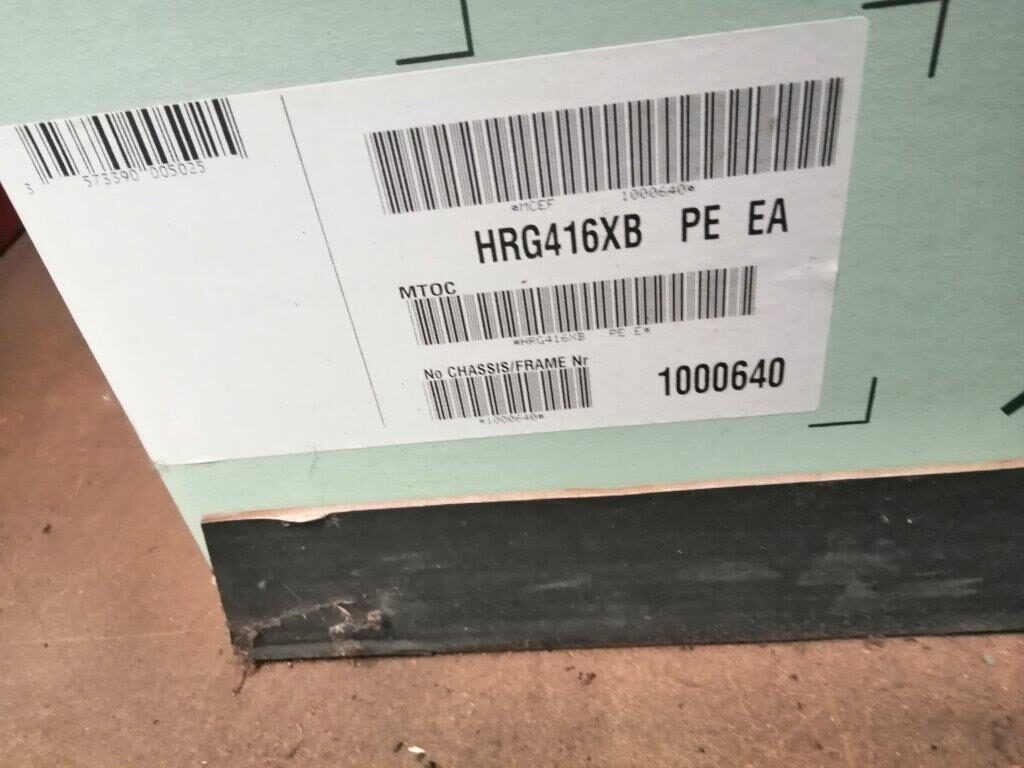 3 573390 005025
*MCEF 1000640*
HRG416XB PE EA
MTOC
*HRG416XB PE E*
No CHASSIS/FRAME Nr
*1000640*
1000640